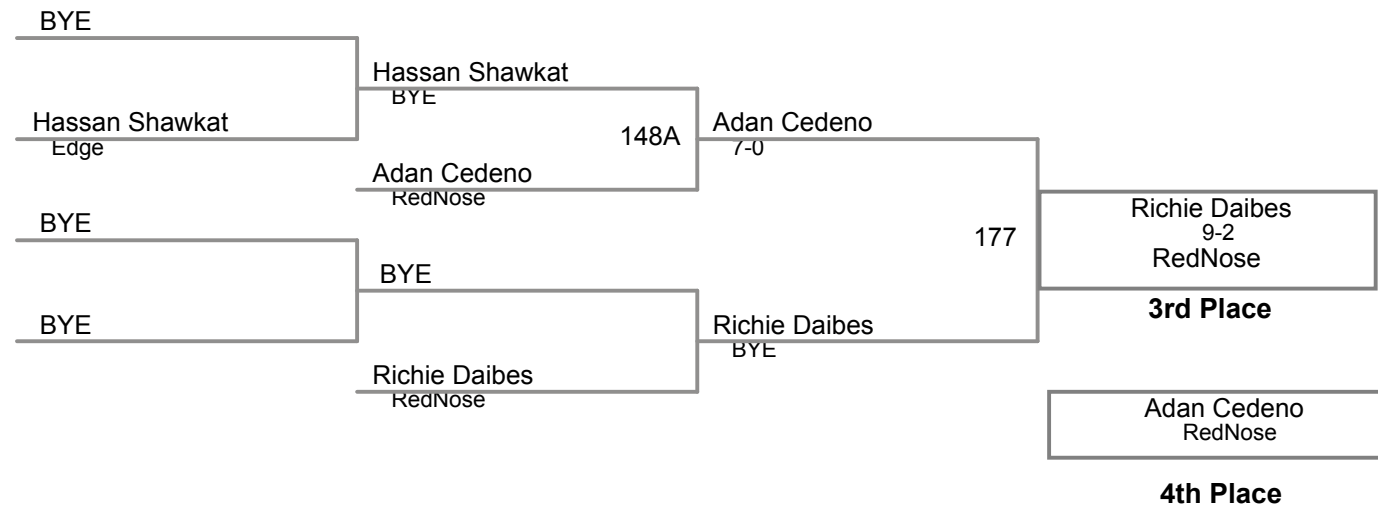 BYE
Hassan Shawkat
BYE
Hassan Shawkat
Edge
148A
Adan Cedeno
7-0
Adan Cedeno
RedNose
BYE
177
Richie Daibes
9-2
RedNose
BYE
3rd Place
BYE
Richie Daibes
BYE
Richie Daibes
RedNose
Adan Cedeno
RedNose
4th Place